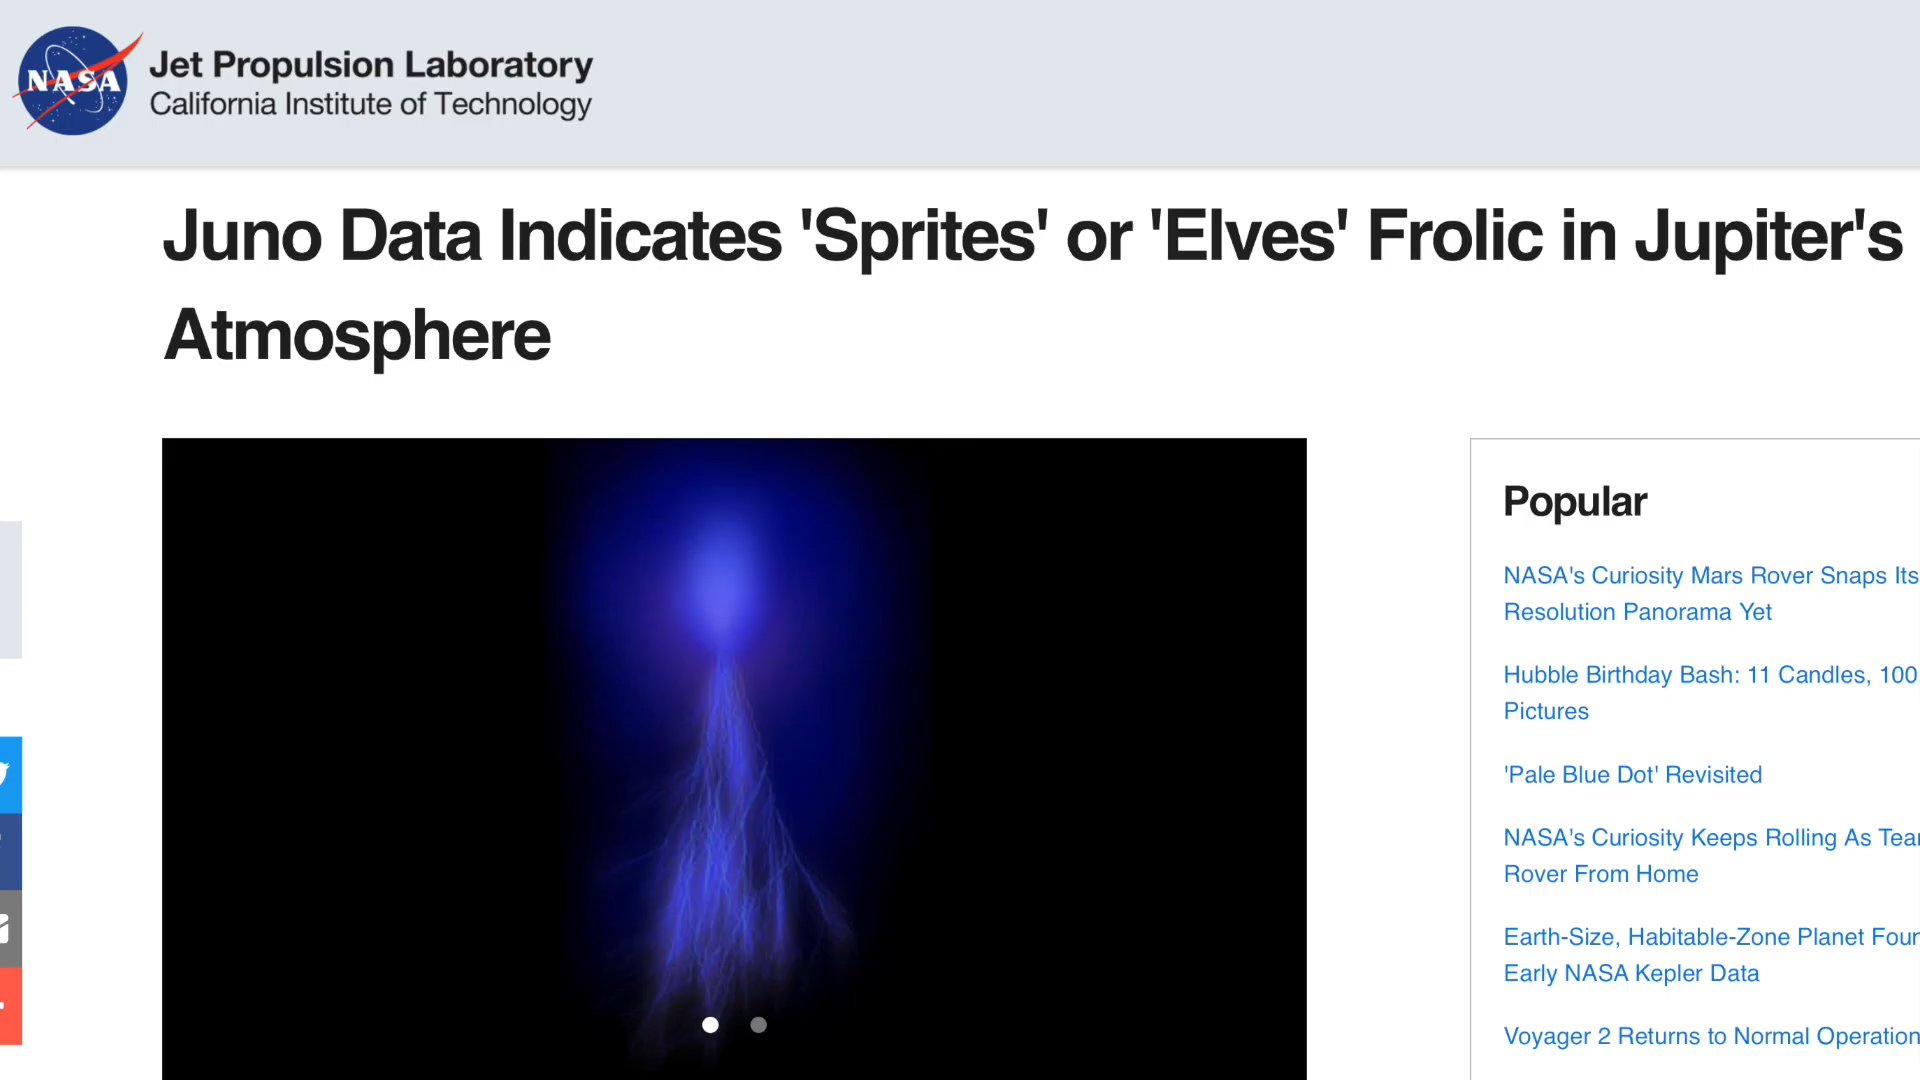 NASA
Jet Propulsion Laboratory
California Institute of Technology
Juno Data Indicates 'Sprites' or 'Elves' Frolic in Jupiter's
Atmosphere
Popular
NASA's Curiosity Mars Rover Snaps Its
Resolution Panorama Yet
Hubble Birthday Bash: 11 Candles, 100
Pictures
'Pale Blue Dot' Revisited
NASA's Curiosity Keeps Rolling As
Rover From Home
Earth-Size, Habitable-Zone Planet
Early NASA Kepler Data
Voyager 2 Returns to Normal